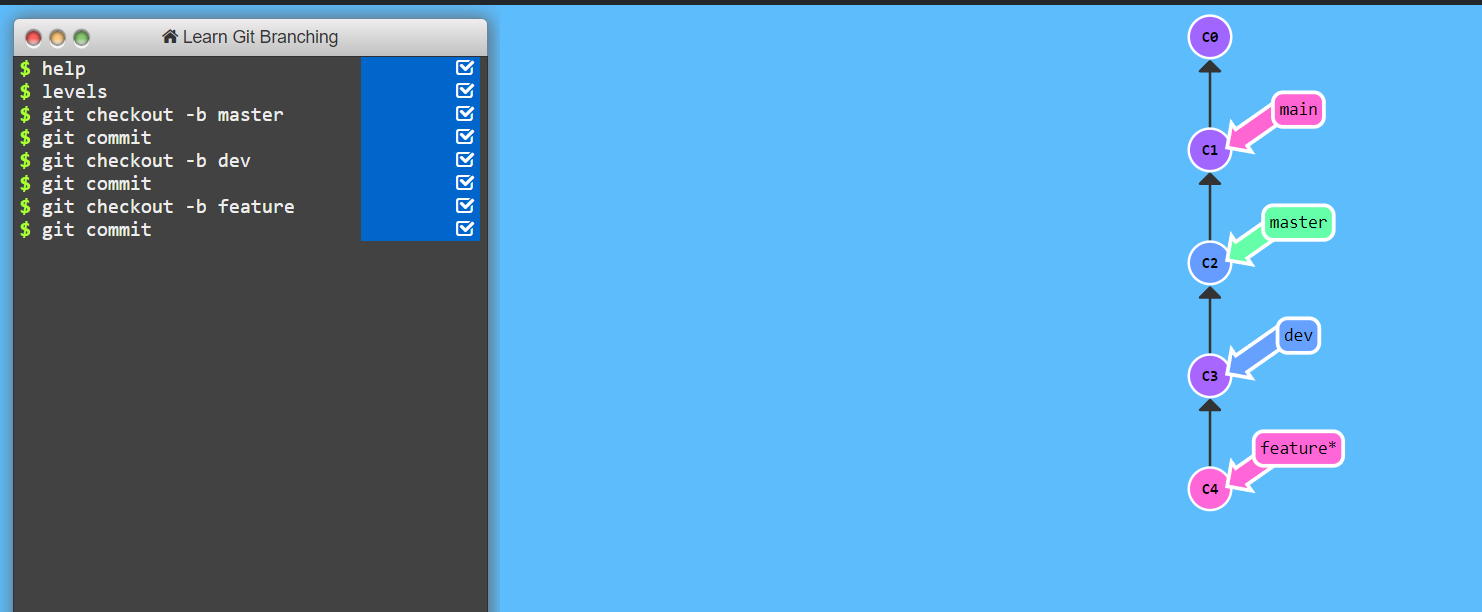 Learn Git Branching
$ help
$ levels
$ git checkout -b master
$ git commit
$ git checkout -b dev
$ git commit
$ git checkout -b feature
$ git commit
C0
main
C1
master
C2
dev
C3
feature*
C4